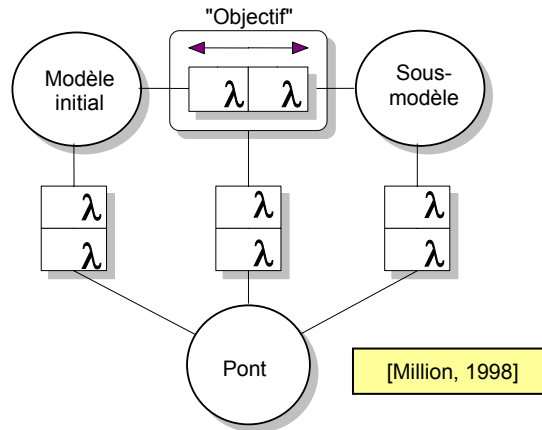 "Objectif"
Modèle
initial
λ λ
Sous-
modèle
λ
λ
λ
λ
λ
λ
Pont
[Million, 1998]